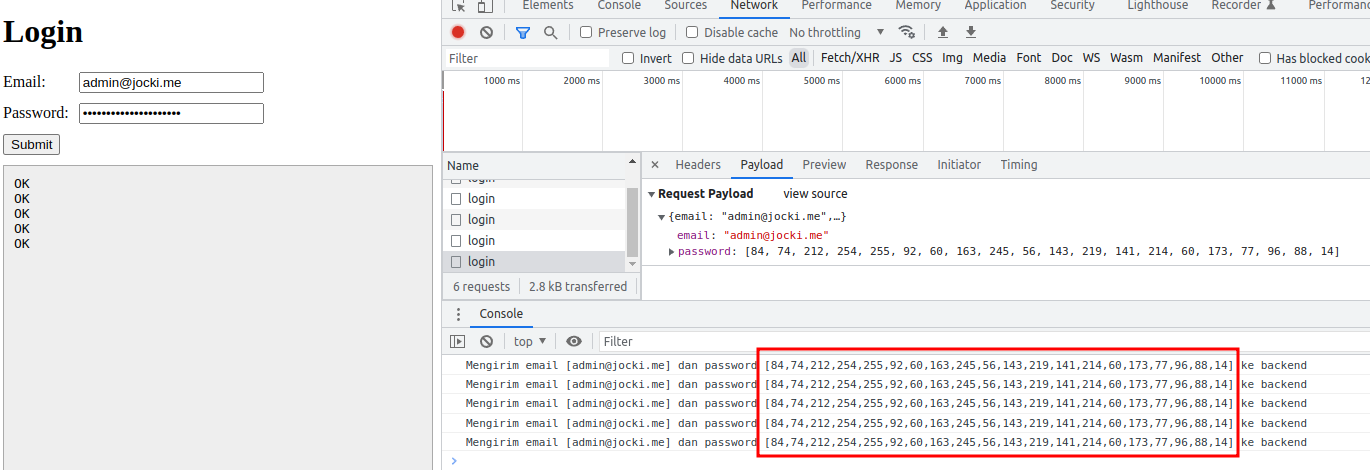 Login
Email: admin@jocki.me
Password: •••••••••••••••••••••
Submit
OK
OK
OK
OK
OK
Elements Console Sources Network Performance Memory Application Security Lighthouse Recorder Performanc
Preserve log Disable cache No throttling
Filter Invert Hide data URLs All Fetch/XHR JS CSS Img Media Font Doc WS Wasm Manifest Other Has blocked cook
1000 ms 2000 ms 3000 ms 4000 ms 5000 ms 6000 ms 7000 ms 8000 ms 9000 ms 10000 ms 11000 ms 12
Name
login
login
login
login
login
6 requests 2.8 kB transferred
× Headers Payload Preview Response Initiator Timing
▼Request Payload view source
▼{email: "admin@jocki.me",…}
email: "admin@jocki.me"
▶password: [84, 74, 212, 254, 255, 92, 60, 163, 245, 56, 143, 219, 141, 214, 60, 173, 77, 96, 88, 14]
Console
top ▼ Filter
Mengirim email [admin@jocki.me] dan password [84,74,212,254,255,92,60,163,245,56,143,219,141,214,60,173,77,96,88,14] ke backend
Mengirim email [admin@jocki.me] dan password [84,74,212,254,255,92,60,163,245,56,143,219,141,214,60,173,77,96,88,14] ke backend
Mengirim email [admin@jocki.me] dan password [84,74,212,254,255,92,60,163,245,56,143,219,141,214,60,173,77,96,88,14] ke backend
Mengirim email [admin@jocki.me] dan password [84,74,212,254,255,92,60,163,245,56,143,219,141,214,60,173,77,96,88,14] ke backend
Mengirim email [admin@jocki.me] dan password [84,74,212,254,255,92,60,163,245,56,143,219,141,214,60,173,77,96,88,14] ke backend
>